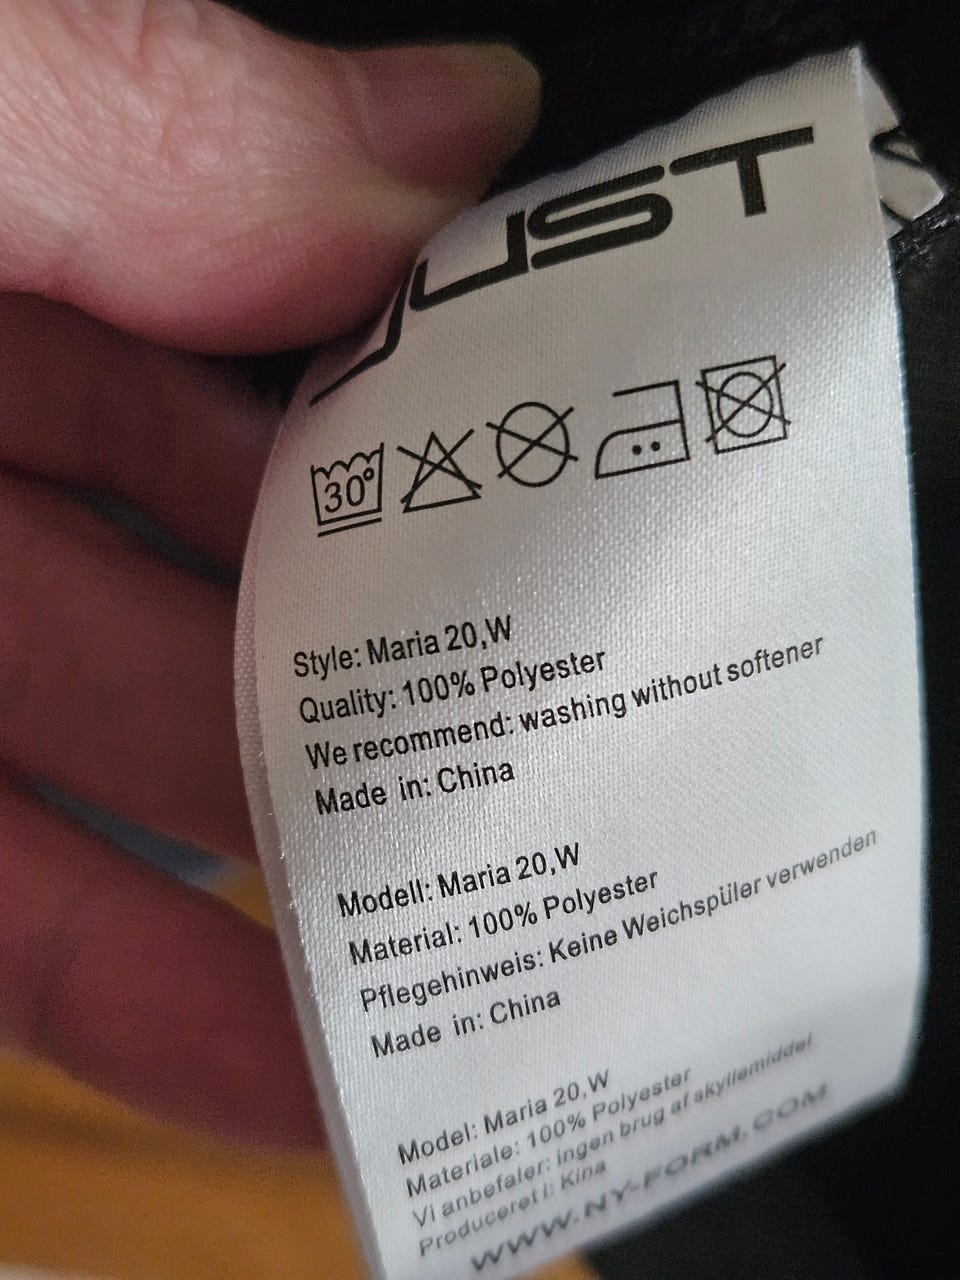 JUST
30°
Style: Maria 20,W
Quality: 100% Polyester
We recommend: washing without softener
Made in: China
Modell: Maria 20,W
Material: 100% Polyester
Pflegehinweis: Keine Weichspüler verwenden
Made in: China
Model: Maria 20,W
Materiale: 100% Polyester
Vi anbefaler: ingen brug af skyllemiddel
Produceret i: Kina
WWW.NY-FORM.COM